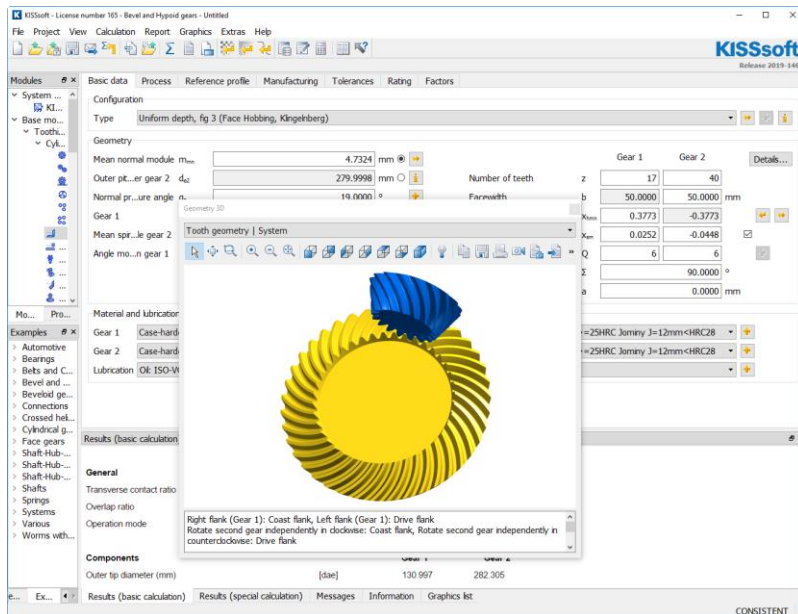 KISSsoft - License number 165 - Bevel and Hypoid gears - Untitled
File Project View Calculation Report Graphics Extras Help
KISSsoft
Modules
Basic data Process Reference profile Manufacturing Tolerances Rating Factors
System ...
KI...
Base mo...
Toothi...
Cyli...
Configuration
Type Uniform depth, fig 3 (Face Hobbing, Klingelnberg)
Geometry
Gear 1 Gear 2 Details...
Mean normal module mmn 4.7324 mm
Number of teeth z 17 40
Outer pit...er gear 2 de2 279.9998 mm
Facewidth b 50.0000 50.0000 mm
Normal pr...ure angle 19.0000 °
Gear 1
0.3773 -0.3773
Mean spir...le gear 2
0.0252 -0.0448
Angle mo...n gear 1
Q 6 6
Σ 90.0000 °
a 0.0000 mm
Geometry 3D
Tooth geometry | System
Mo... Pro...
Material and lubrication
Gear 1 Case-hard
=25HRC Jominy J=12mm<HRC28
Gear 2 Case-hard
=25HRC Jominy J=12mm<HRC28
Lubrication Oil: ISO-VG
Examples
Automotive
Bearings
Belts and C...
Bevel and ...
Beveloid ge...
Connections
Crossed heli...
Cylindrical g...
Face gears
Shaft-Hub-...
Shaft-Hub-...
Shaft-Hub-...
Shafts
Springs
Systems
Various
Worms with...
Results (basic calculation)
General
Transverse contact ratio
Overlap ratio
Operation mode
Right flank (Gear 1): Coast flank, Left flank (Gear 1): Drive flank
Rotate second gear independently in clockwise: Coast flank, Rotate second gear independently in
counterclockwise: Drive flank
Components Gear 1 Gear 2
Outer tip diameter (mm) [dae] 130.997 282.305
e... Ex...
Results (basic calculation) Results (special calculation) Messages Information Graphics list
CONSISTENT